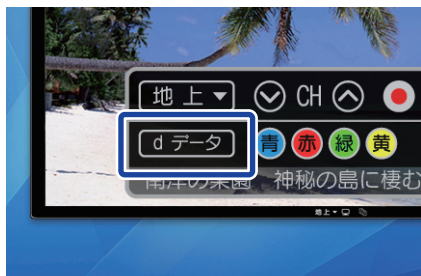 地上▼ CH
dデータ 青 赤 緑 黄
南洋の楽園 神秘の島に棲む
地上▼